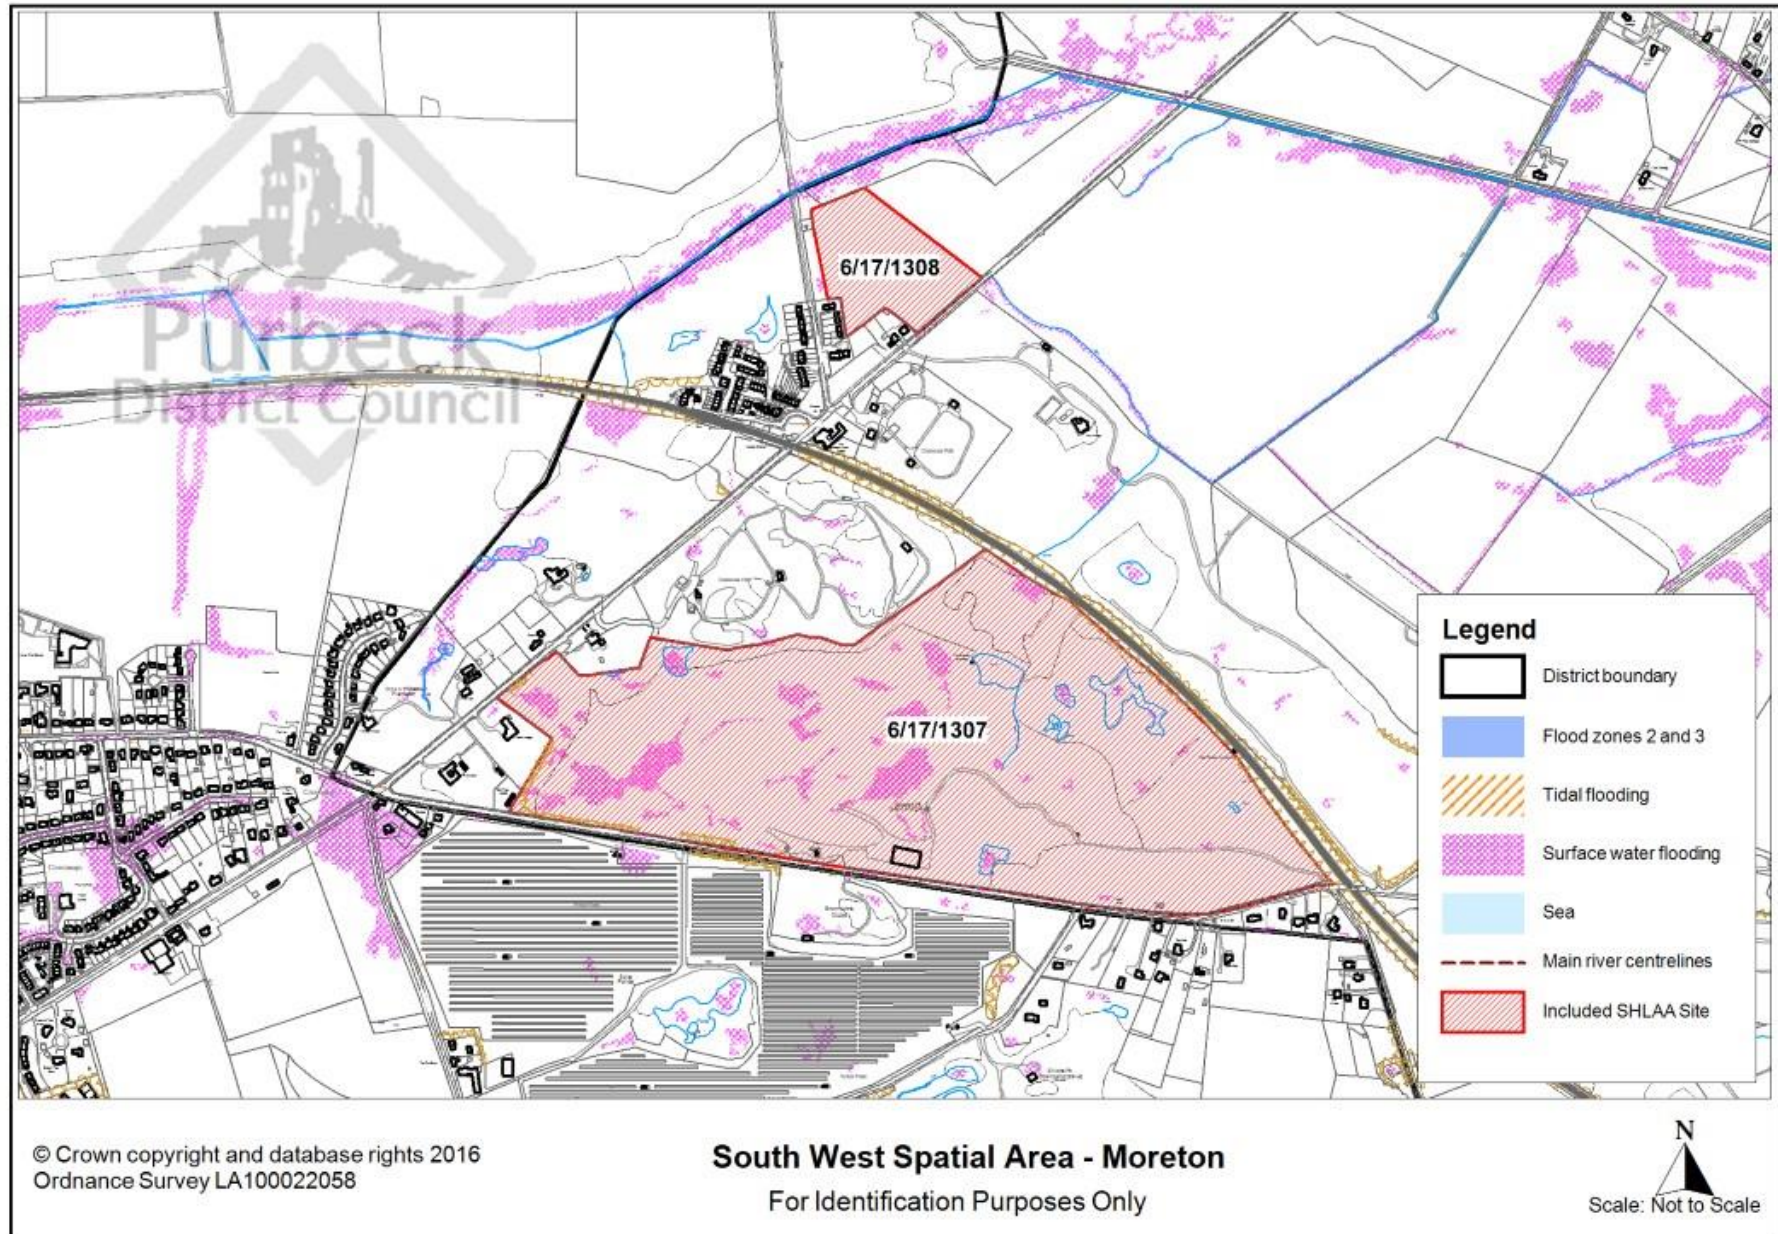 Purbeck
District Council
6/17/1308
6/17/1307
Legend
District boundary
Flood zones 2 and 3
Tidal flooding
Surface water flooding
Sea
Main river centrelines
Included SHLAA Site
© Crown copyright and database rights 2016
Ordnance Survey LA100022058
South West Spatial Area - Moreton
For Identification Purposes Only
N
Scale: Not to Scale